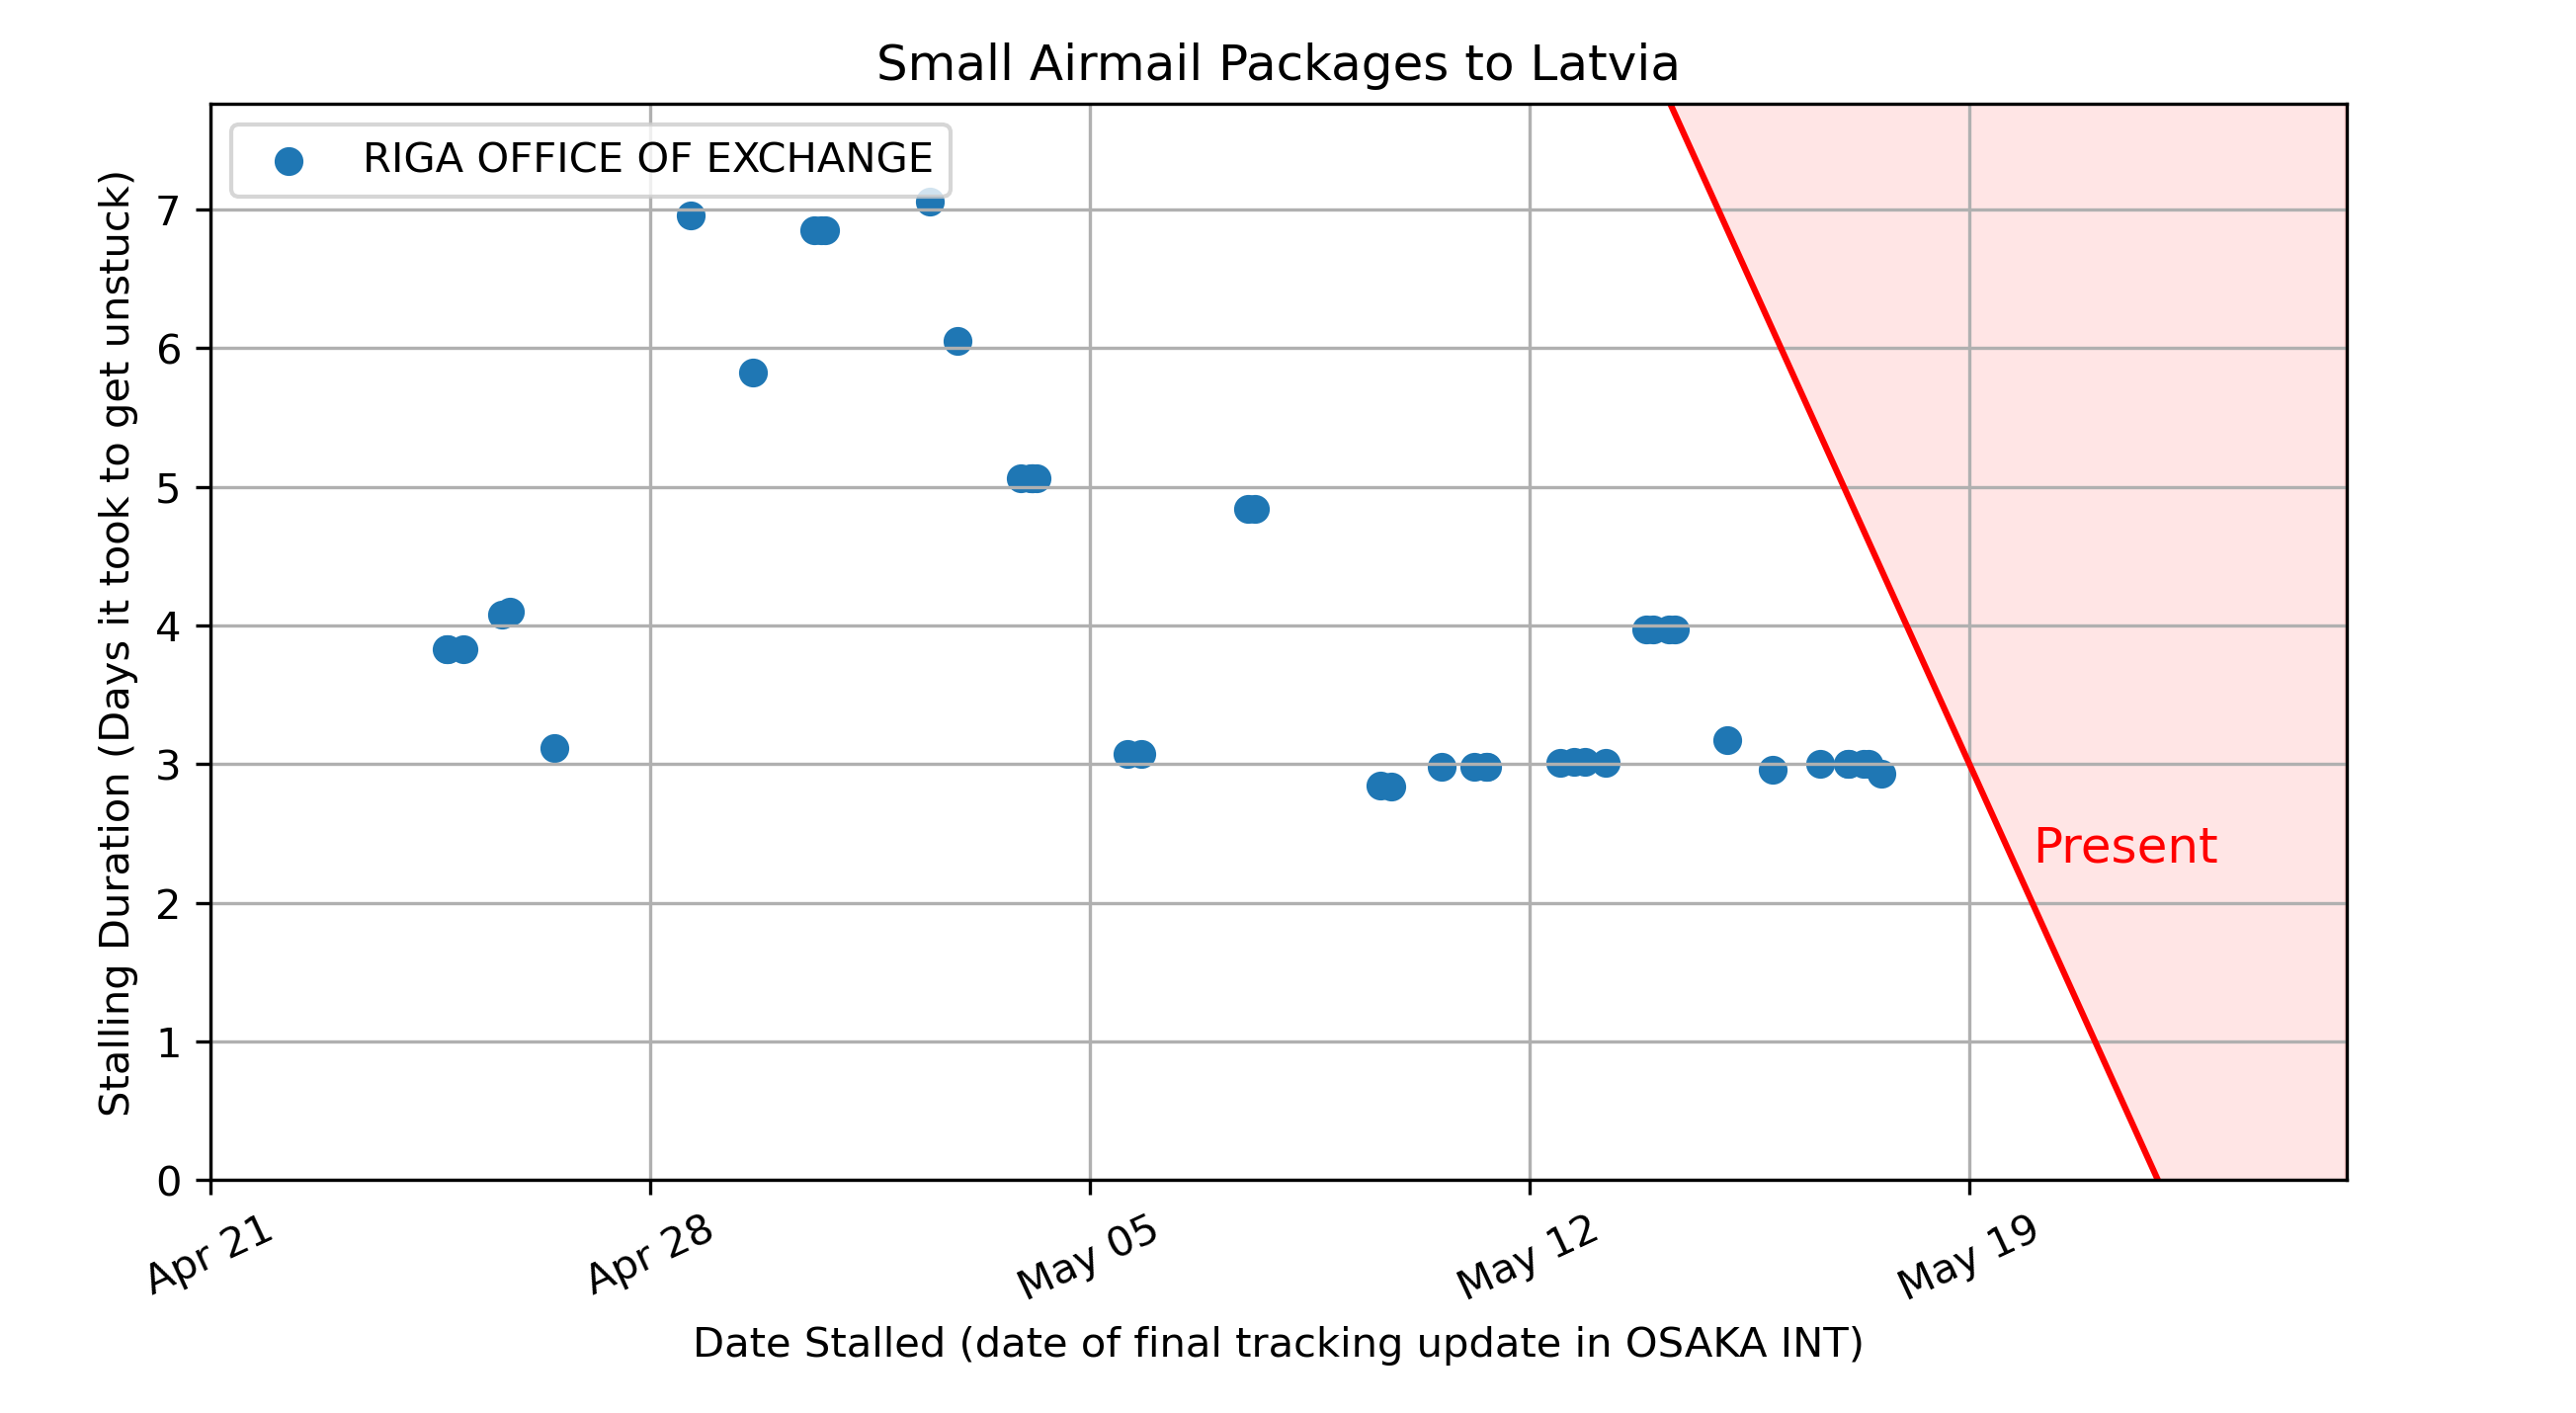 Small Airmail Packages to Latvia
RIGA OFFICE OF EXCHANGE
Stalling Duration (Days it took to get unstuck)
7
6
5
4
3
2
1
0
Present
Apr 21
Apr 28
May 05
May 12
May 19
Date Stalled (date of final tracking update in OSAKA INT)